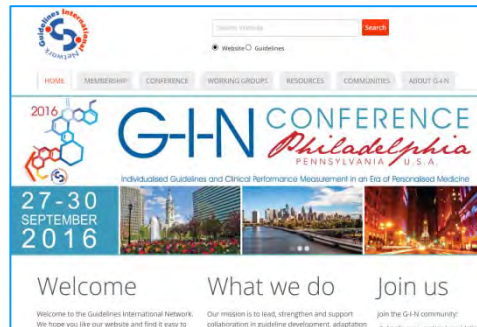 Guidelines International Network
Search
Website Guidelines
HOME MEMBERSHIP CONFERENCE WORKING GROUPS RESOURCES COMMUNITIES ABOUT G-I-N
2016
G-I-N CONFERENCE
Philadelphia
PENNSYLVANIA U.S.A.
Individualised Guidelines and Clinical Performance Measurement in an Era of Personalised Medicine
27-30
SEPTEMBER
2016
Welcome
Welcome to the Guidelines International Network.
We hope you like our website and find it easy to
What we do
Our mission is to lead, strengthen and support
collaboration in guideline development, adaptation
Join us
Join the G-I-N community: